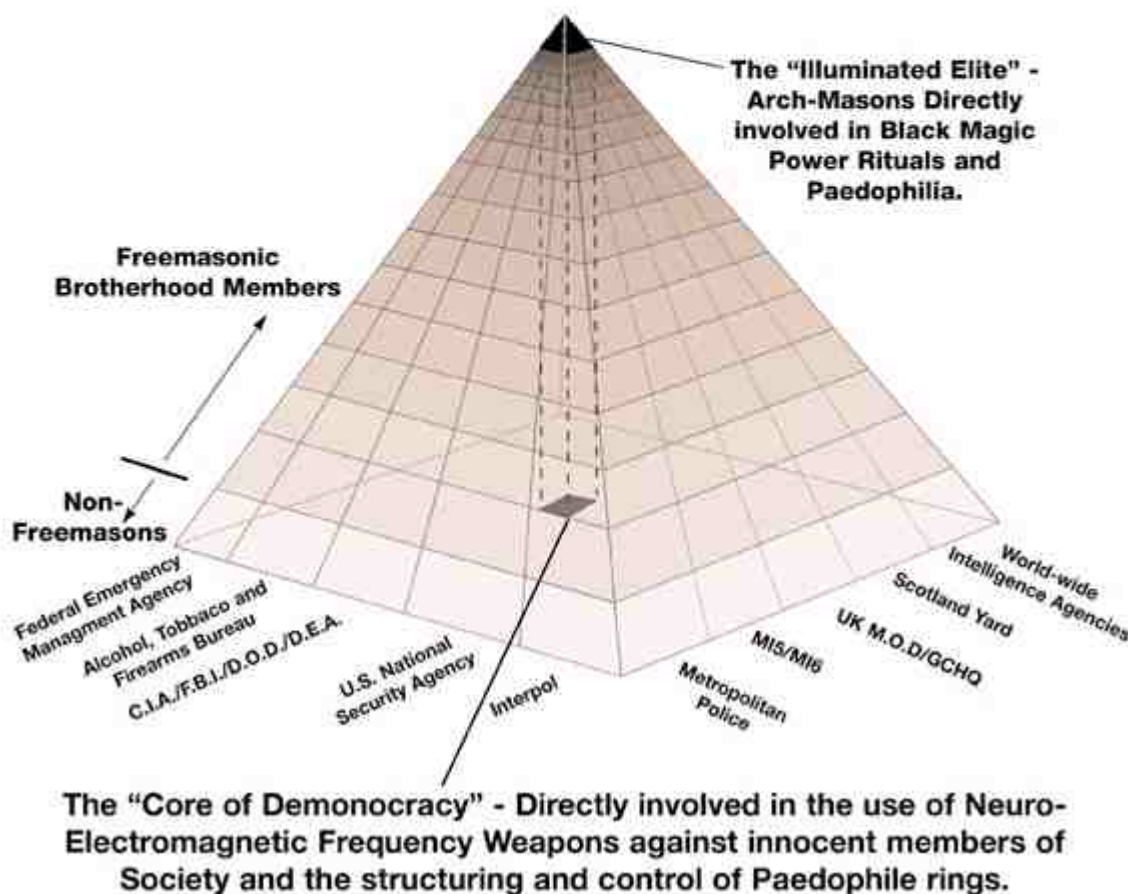 The “Illuminated Elite” -
Arch-Masons Directly
involved in Black Magic
Power Rituals and
Paedophilia.
Freemasonic
Brotherhood Members
Non-
Freemasons
Federal Emergency
Managment Agency
Alcohol, Tobbaco and
Firearms Bureau
C.I.A./F.B.I./D.O.D./D.E.A.
U.S. National
Security Agency
Interpol
Metropolitan
Police
MI5/MI6
UK M.O.D/GCHQ
Scotland Yard
World-wide
Intelligence Agencies
The “Core of Demonocracy” - Directly involved in the use of Neuro-
Electromagnetic Frequency Weapons against innocent members of
Society and the structuring and control of Paedophile rings.